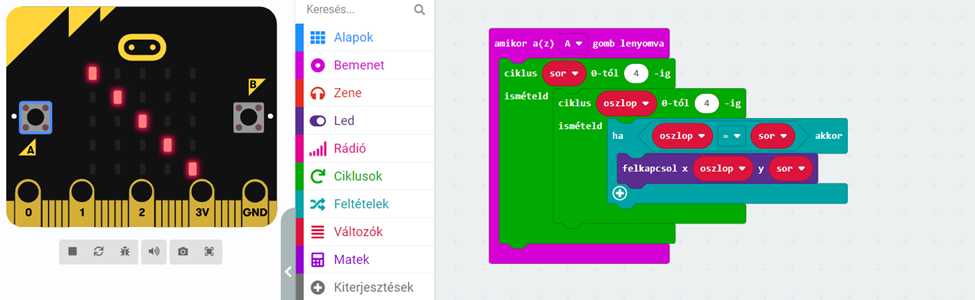 B
A
0 1 2 3V GND
Keresés...
Alapok
Bemenet
Zene
Led
Rádió
Ciklusok
Feltételek
Változók
Matek
Kiterjesztések
amikor a(z) A gomb lenyomva
ciklus sor 0-tól 4 -ig
ismételd
ciklus oszlop 0-tól 4 -ig
ismételd
ha oszlop = sor akkor
felkapcsol x oszlop y sor